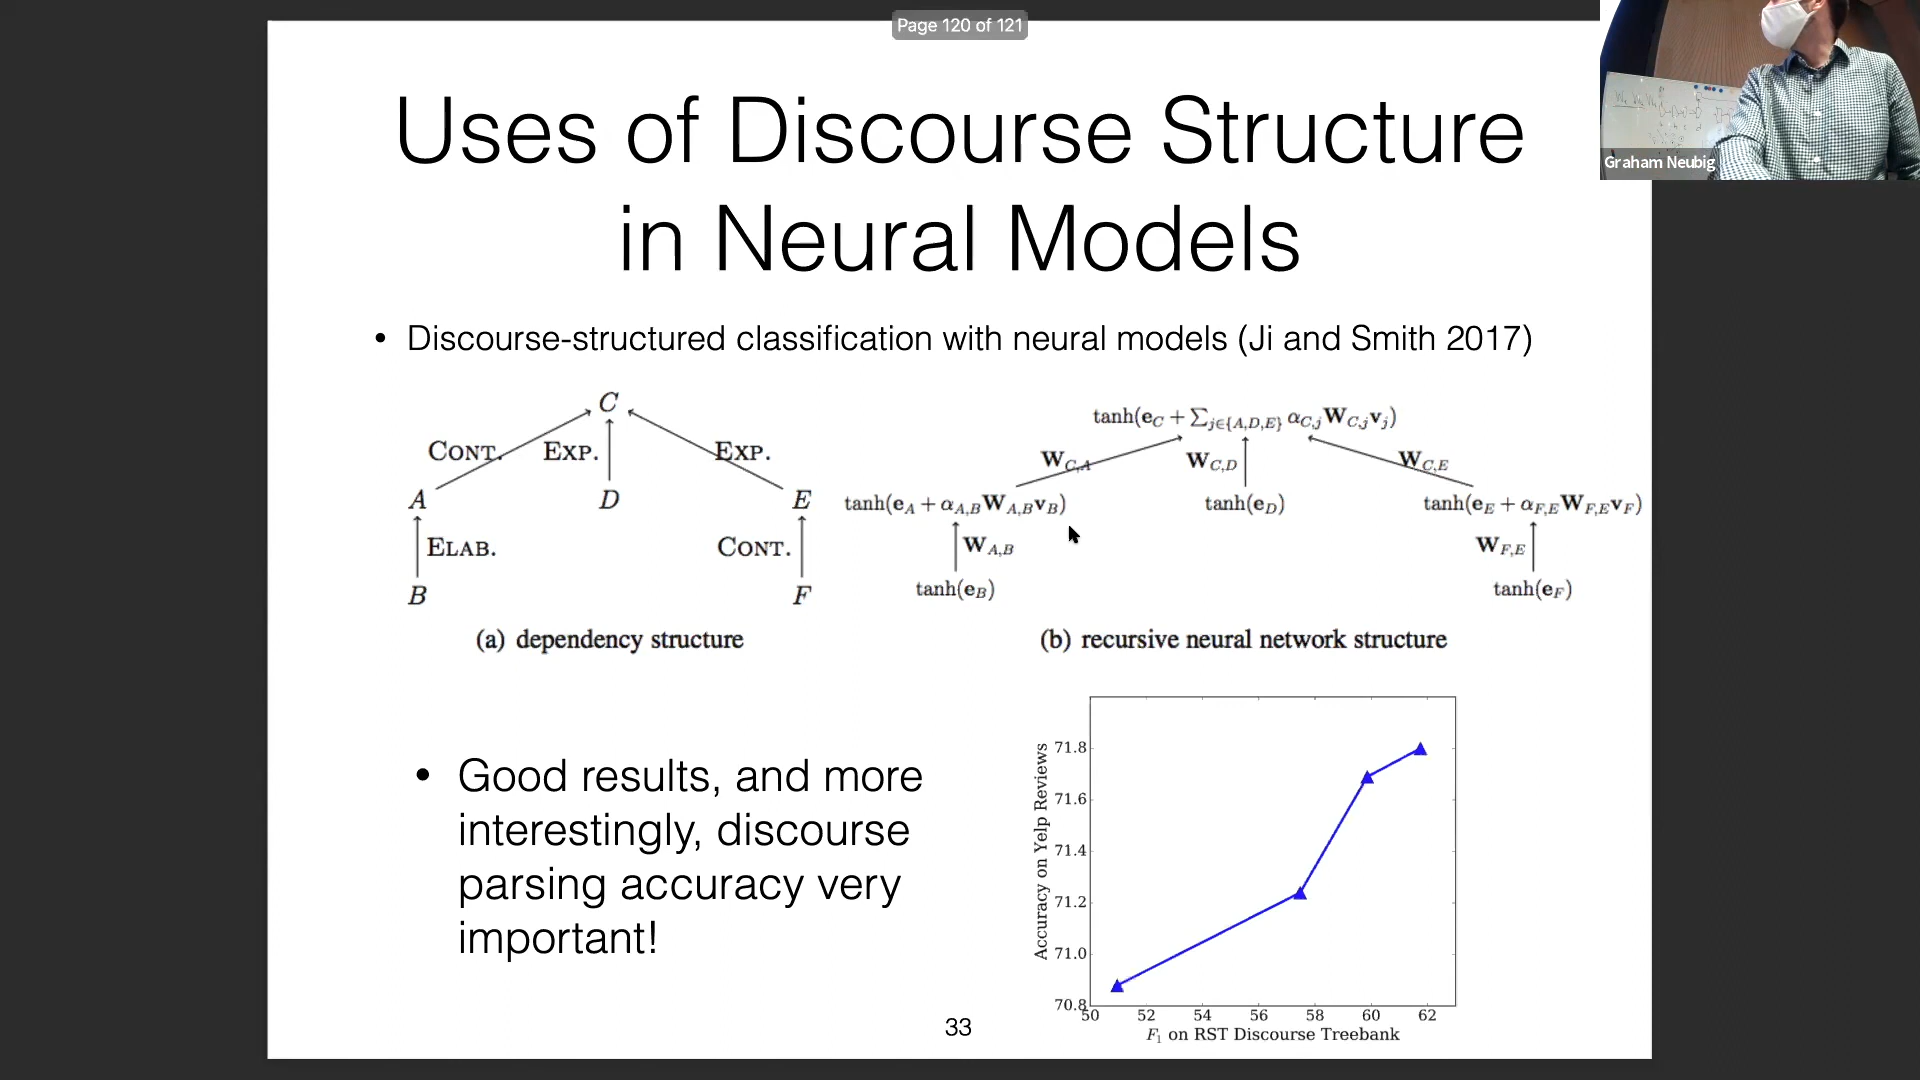 Page 120 of 121
Graham Neubig
Uses of Discourse Structure
in Neural Models
• Discourse-structured classification with neural models (Ji and Smith 2017)
C
CONT. EXP. EXP.
A D E
ELAB. CONT.
B F
(a) dependency structure
tanh(e_C + ∑_{j∈{A,D,E}} α_{C,j}W_{C,j}v_j)
W_{C,A} W_{C,D} W_{C,E}
tanh(e_A + α_{A,B}W_{A,B}v_B) tanh(e_D) tanh(e_E + α_{F,E}W_{F,E}v_F)
W_{A,B} W_{F,E}
tanh(e_B) tanh(e_F)
(b) recursive neural network structure
• Good results, and more
interestingly, discourse
parsing accuracy very
important!
Accuracy on Yelp Reviews
71.8
71.6
71.4
71.2
71.0
70.8
50 52 54 56 58 60 62
F₁ on RST Discourse Treebank
33